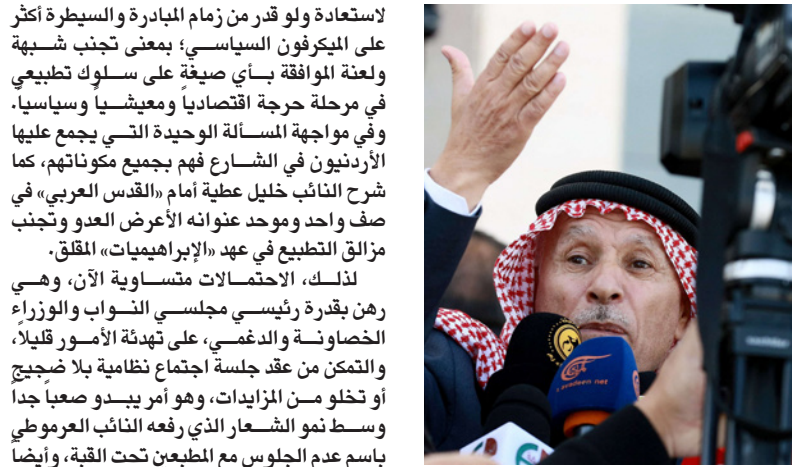 لاستعادة ولو قدر من زمام المبادرة والسيطرة أكثر
على الميكرفون السياسي؛ بمعنى تجنب شبهة
ولعنة الموافقة بأي صيغة على سلوك تطبيعي
في مرحلة حرجة اقتصادياً ومعيشياً وسياسياً.
وفي مواجهة المسألة الوحيدة التي يجمع عليها
الأردنيون في الشارع فهم بجميع مكوناتهم، كما
شرح النائب خليل عطية أمام «القدس العربي» في
صف واحد وموحد عنوانه الأعرض العدو وتجنب
مزالق التطبيع في عهد «الإبراهيميات» المقلق.
لذلك، الاحتمالات متساوية الآن، وهي
رهن بقدرة رئيسي مجلسي النواب والوزراء
الخصاونة والدغمي، على تهدئة الأمور قليلاً،
والتمكن من عقد جلسة اجتماع نظامية بلا ضجيج
أو تخلو من المزايدات، وهو أمر يبدو صعباً جداً
وسط نمو الشعار الذي رفعه النائب العرموطي
باسم عدم الجلوس مع المطبعين تحت القبة، وأيضاً
adeen net